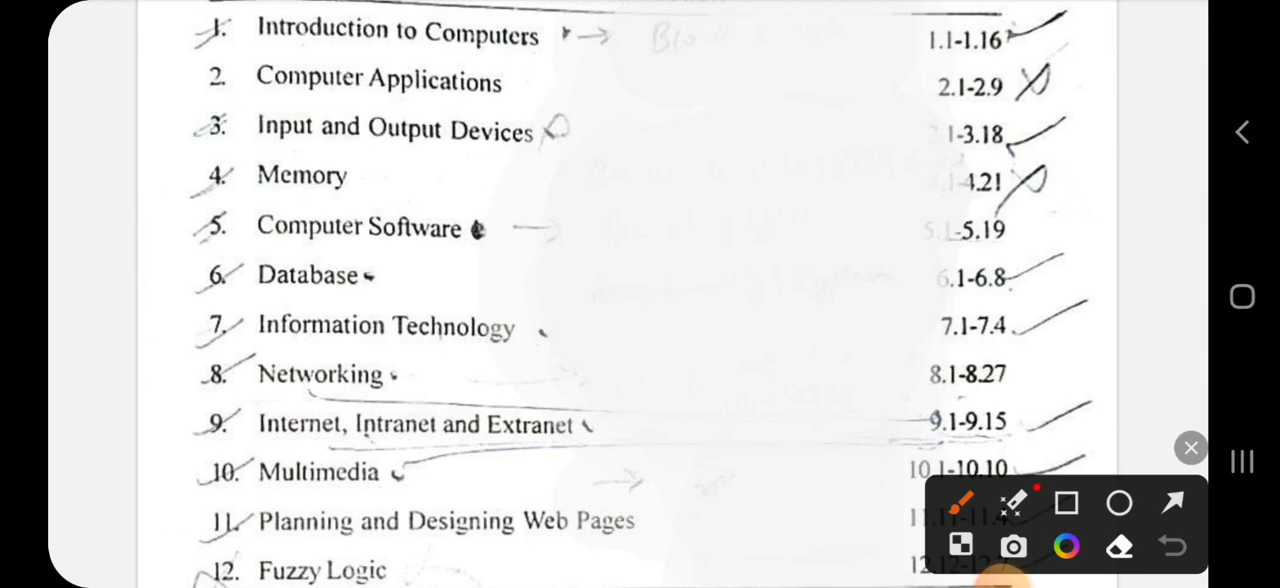 1. Introduction to Computers 1.1-1.16
2. Computer Applications 2.1-2.9
3. Input and Output Devices 3.1-3.18
4. Memory 4.1-4.21
5. Computer Software 5.1-5.19
6. Database 6.1-6.8
7. Information Technology 7.1-7.4
8. Networking 8.1-8.27
9. Internet, Intranet and Extranet 9.1-9.15
10. Multimedia 10.1-10.10
11. Planning and Designing Web Pages
12. Fuzzy Logic